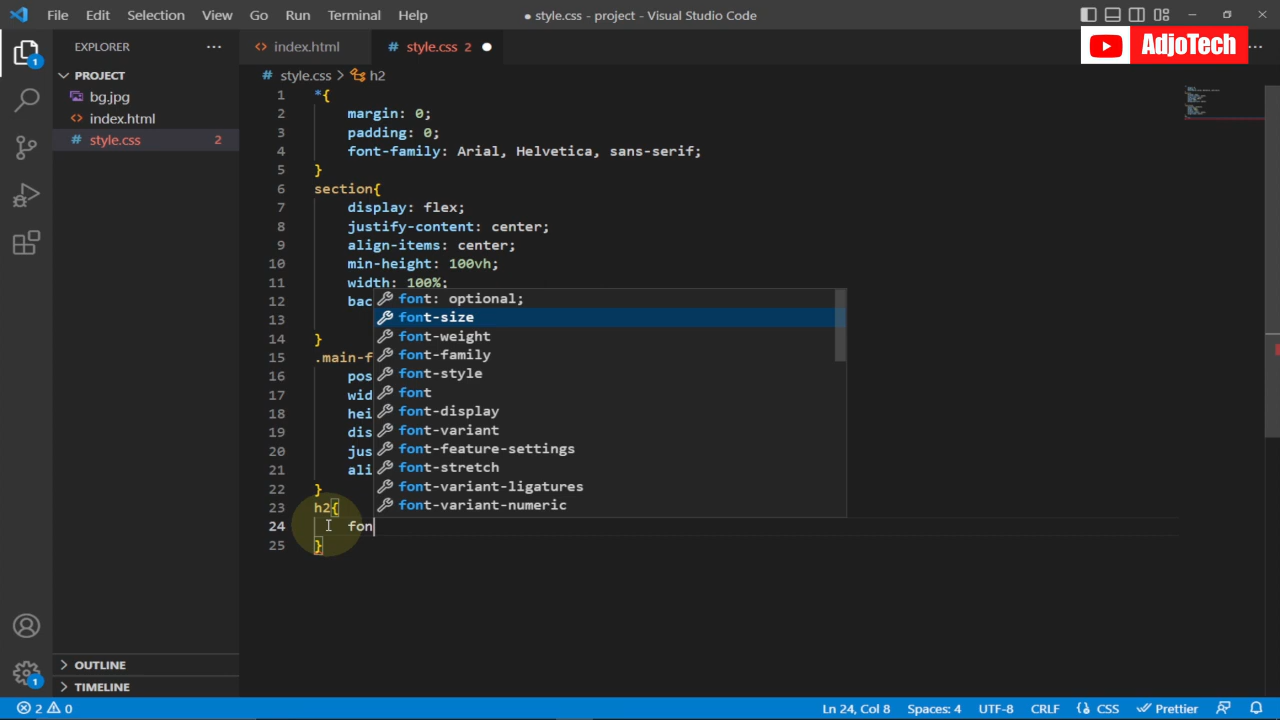 File Edit Selection View Go Run Terminal Help
● style.css - project - Visual Studio Code
AdjoTech
EXPLORER ...
PROJECT
bg.jpg
index.html
style.css 2
OUTLINE
TIMELINE
1
1
index.html
# style.css 2 ●
# style.css > h2
1 *{
2 margin: 0;
3 padding: 0;
4 font-family: Arial, Helvetica, sans-serif;
5 }
6 section{
7 display: flex;
8 justify-content: center;
9 align-items: center;
10 min-height: 100vh;
11 width: 100%;
12 bac
13
14 }
15 .main-f
16 pos
17 wid
18 hei
19 dis
20 jus
21 ali
22 }
23 h2{
24 fon
25 }
font: optional;
font-size
font-weight
font-family
font-style
font
font-display
font-variant
font-feature-settings
font-stretch
font-variant-ligatures
font-variant-numeric
2 0 Ln 24, Col 8 Spaces: 4 UTF-8 CRLF {} CSS Prettier